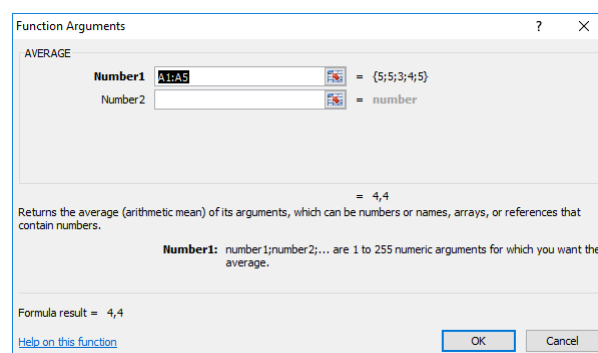 Function Arguments ? ×
AVERAGE
Number1 A1:A5 = {5;5;3;4;5}
Number2 = number
= 4,4
Returns the average (arithmetic mean) of its arguments, which can be numbers or names, arrays, or references that
contain numbers.
Number1: number1;number2;... are 1 to 255 numeric arguments for which you want the
average.
Formula result = 4,4
Help on this function OK Cancel